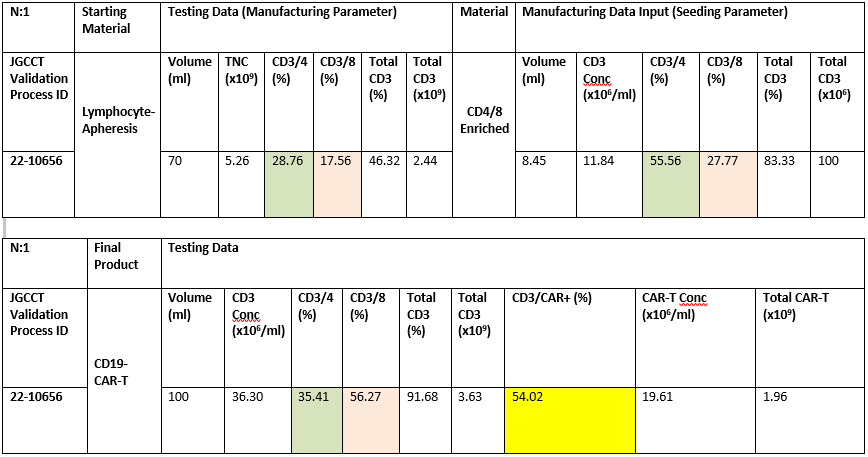 N:1 Starting Material Testing Data (Manufacturing Parameter) Material Manufacturing Data Input (Seeding Parameter)
JGCCT Validation Process ID Lymphocyte-Apheresis Volume (ml) TNC (x10⁹) CD3/4 (%) CD3/8 (%) Total CD3 (%) Total CD3 (x10⁹) CD4/8 Enriched Volume (ml) CD3 Conc (x10⁶/ml) CD3/4 (%) CD3/8 (%) Total CD3 (%) Total CD3 (x10⁶)
22-10656 70 5.26 28.76 17.56 46.32 2.44 8.45 11.84 55.56 27.77 83.33 100
N:1 Final Product Testing Data
JGCCT Validation Process ID CD19-CAR-T Volume (ml) CD3 Conc (x10⁶/ml) CD3/4 (%) CD3/8 (%) Total CD3 (%) Total CD3 (x10⁹) CD3/CAR+ (%) CAR-T Conc (x10⁶/ml) Total CAR-T (x10⁹)
22-10656 100 36.30 35.41 56.27 91.68 3.63 54.02 19.61 1.96